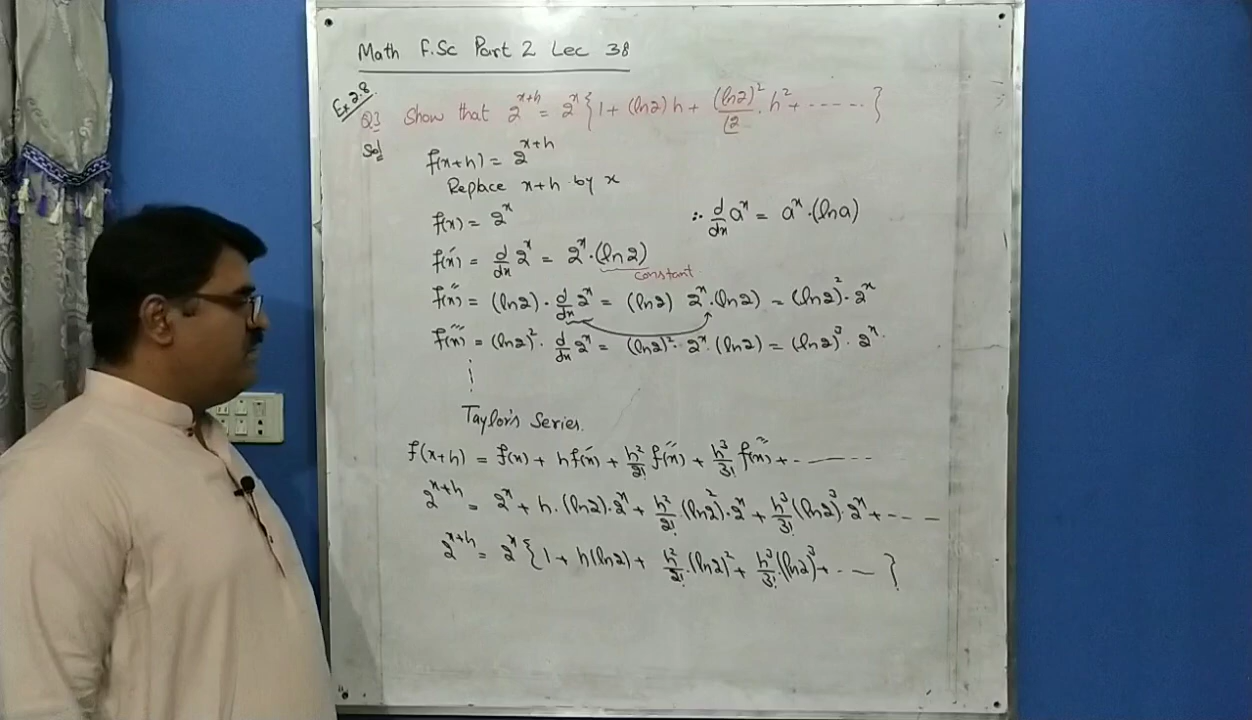 Math F.Sc Part 2 Lec 38
Ex 2.8
Q3 Show that 2^{x+h} = 2^x { 1 + (ln2) h + (ln2)^2/⌊2 . h^2 + ------ }
Sol
f(x+h) = 2^{x+h}
Replace x+h by x
f(x) = 2^x ∴ d/dx a^x = a^x . (ln a)
f′(x) = d/dx 2^x = 2^x . (ln 2)
constant
f″(x) = (ln2) . d/dx 2^x = (ln2) 2^x . (ln2) = (ln2)^2 . 2^x
f‴(x) = (ln2)^2 . d/dx 2^x = (ln2)^2 . 2^x . (ln2) = (ln2)^3 . 2^x .
Taylor's Series.
f(x+h) = f(x) + h f′(x) + h^2/2! f″(x) + h^3/3! f‴(x) + ------
2^{x+h} = 2^x + h . (ln2) . 2^x + h^2/2! (ln2)^2 . 2^x + h^3/3! (ln2)^3 . 2^x + ----
2^{x+h} = 2^x { 1 + h(ln2) + h^2/2! . (ln2)^2 + h^3/3! . (ln2)^3 + --- }